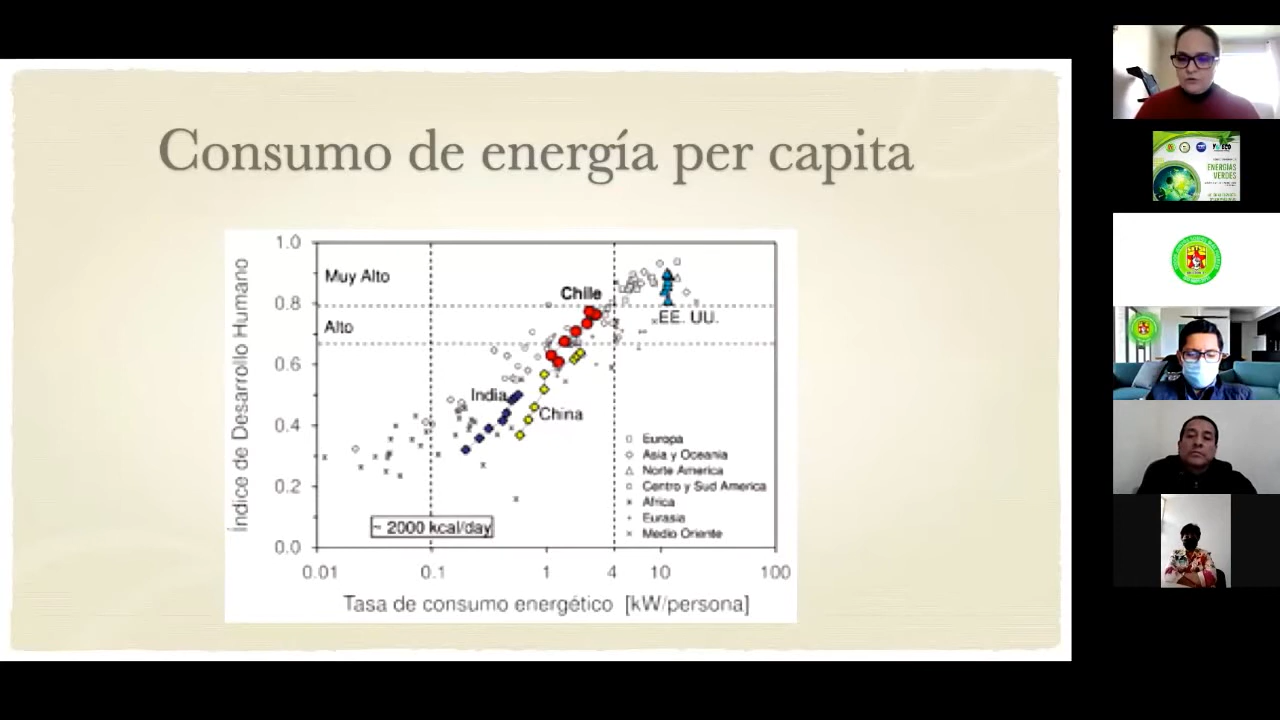 Consumo de energía per capita
Índice de Desarrollo Humano
1.0
0.8
0.6
0.4
0.2
0.0
Muy Alto
Alto
Chile
EE. UU.
India
China
Europa
Asia y Oceania
Norte America
Centro y Sud America
Africa
Eurasia
Medio Oriente
~ 2000 kcal/day
0.01
0.1
1
4
10
100
Tasa de consumo energético [kW/persona]
ENERGÍAS
VERDES